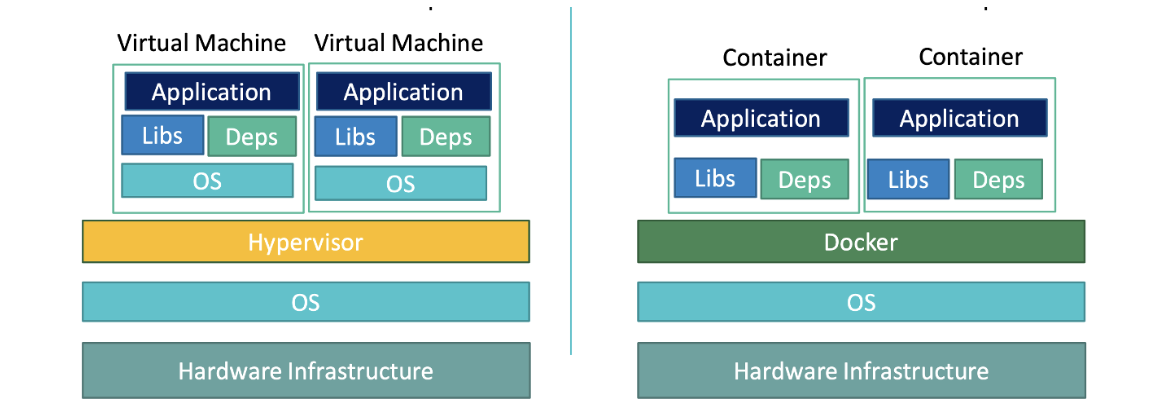 Virtual Machine Virtual Machine
Application Application
Libs Deps Libs Deps
OS OS
Hypervisor
OS
Hardware Infrastructure
Container Container
Application Application
Libs Deps Libs Deps
Docker
OS
Hardware Infrastructure